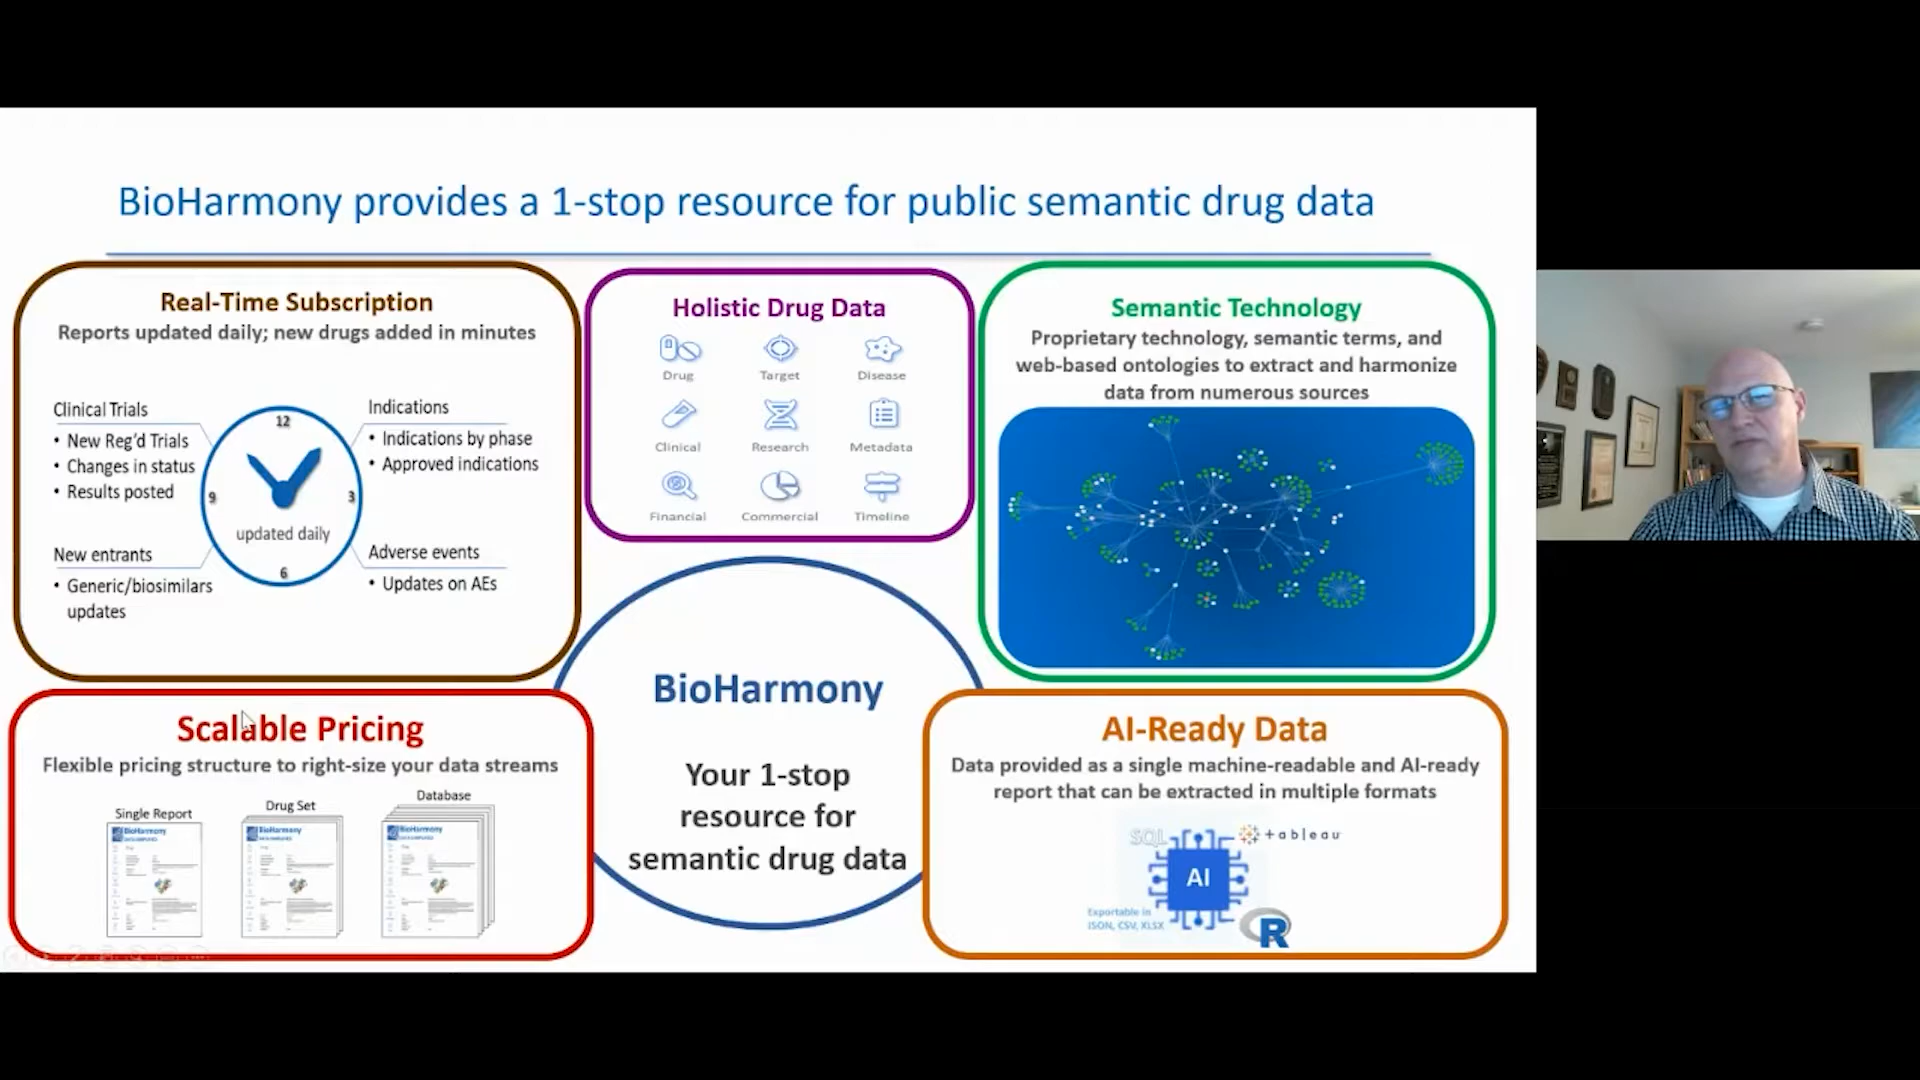 BioHarmony provides a 1-stop resource for public semantic drug data
Real-Time Subscription
Reports updated daily; new drugs added in minutes
Clinical Trials
• New Reg'd Trials
• Changes in status
• Results posted
Indications
• Indications by phase
• Approved indications
12
9
3
updated daily
6
New entrants
• Generic/biosimilars
updates
Adverse events
• Updates on AEs
Holistic Drug Data
Drug
Target
Disease
Clinical
Research
Metadata
Financial
Commercial
Timeline
Semantic Technology
Proprietary technology, semantic terms, and
web-based ontologies to extract and harmonize
data from numerous sources
BioHarmony
Your 1-stop
resource for
semantic drug data
Scalable Pricing
Flexible pricing structure to right-size your data streams
Single Report
Drug Set
Database
BioHarmony
BioHarmony
BioHarmony
AI-Ready Data
Data provided as a single machine-readable and AI-ready
report that can be extracted in multiple formats
SQL
+ableau
AI
Exportable in
JSON, CSV, XLSX
R